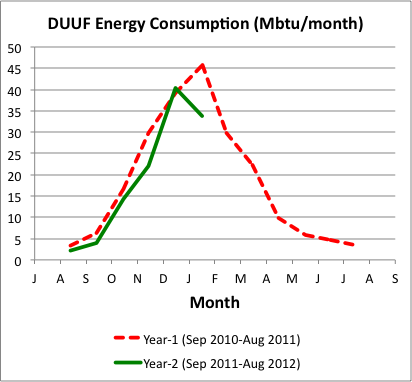 DUUF Energy Consumption (Mbtu/month)
50
45
40
35
30
25
20
15
10
5
0
J A S O N D J F M A M J J A S
Month
Year-1 (Sep 2010-Aug 2011)
Year-2 (Sep 2011-Aug 2012)